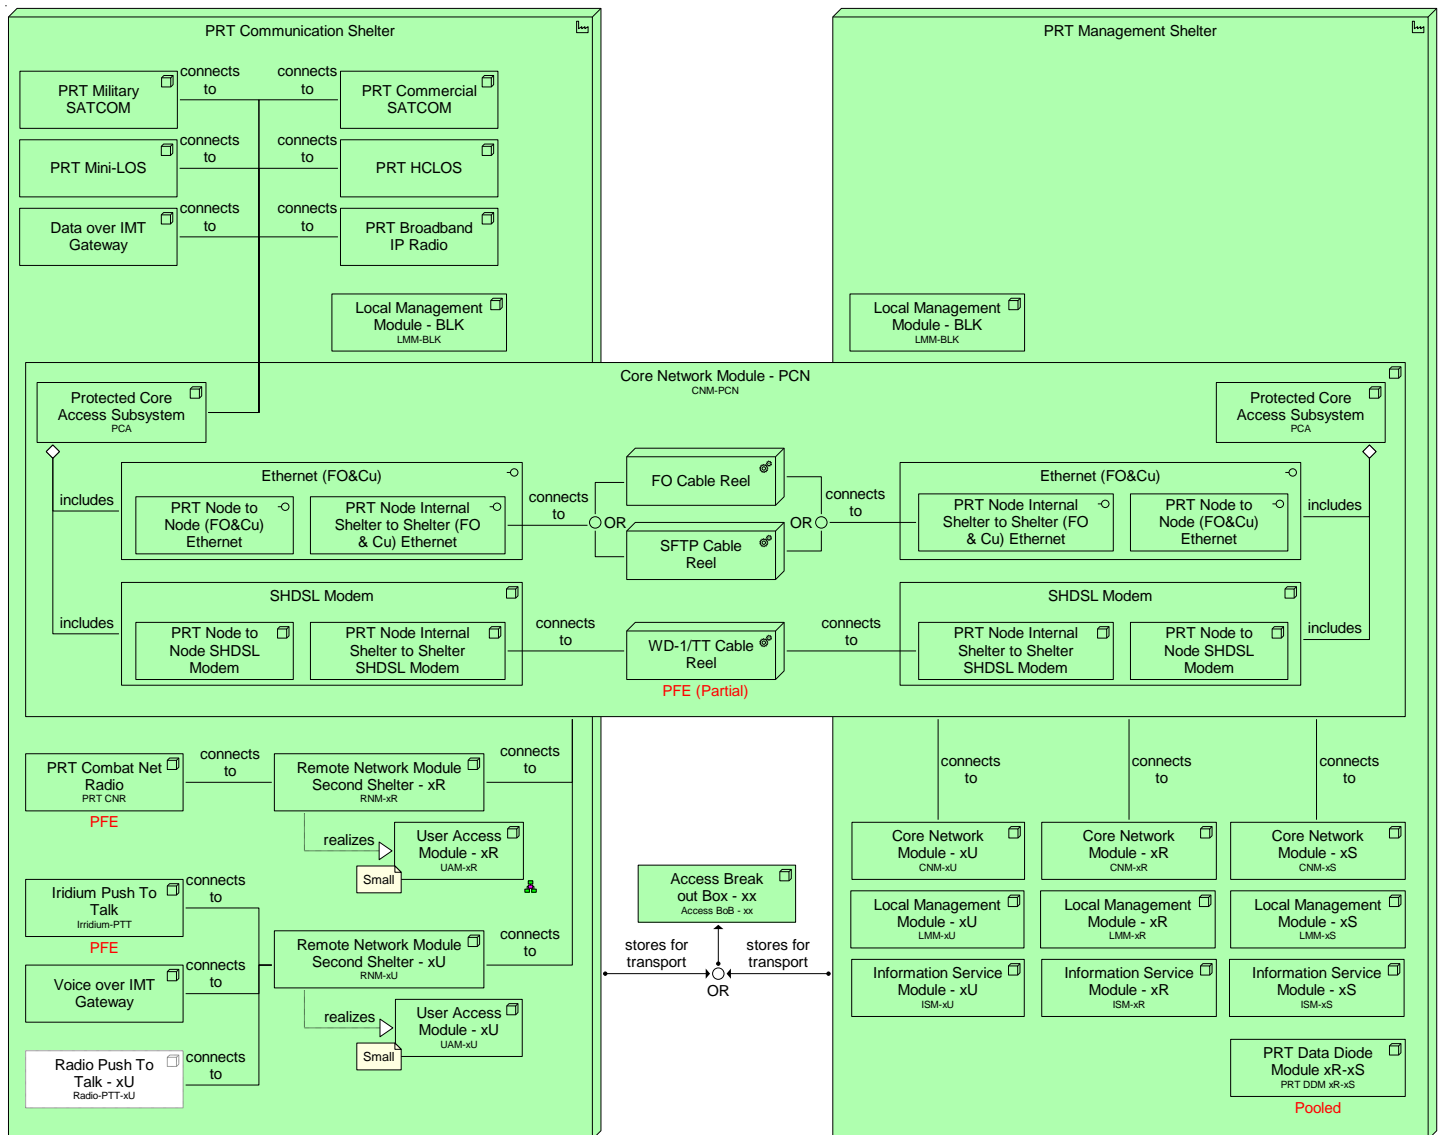 PRT Communication Shelter
PRT Military
SATCOM
connects
to
connects
to
PRT Commercial
SATCOM
PRT Mini-LOS
connects
to
connects
to
PRT HCLOS
Data over IMT
Gateway
connects
to
connects
to
PRT Broadband
IP Radio
Local Management
Module - BLK
LMM-BLK
PRT Management Shelter
Local Management
Module - BLK
LMM-BLK
Core Network Module - PCN
CNM-PCN
Protected Core
Access Subsystem
PCA
Protected Core
Access Subsystem
PCA
includes
Ethernet (FO&Cu)
PRT Node to
Node (FO&Cu)
Ethernet
PRT Node Internal
Shelter to Shelter (FO
& Cu) Ethernet
connects
to
OR
FO Cable Reel
SFTP Cable
Reel
OR
connects
to
Ethernet (FO&Cu)
PRT Node Internal
Shelter to Shelter (FO
& Cu) Ethernet
PRT Node to
Node (FO&Cu)
Ethernet
includes
includes
SHDSL Modem
PRT Node to
Node SHDSL
Modem
PRT Node Internal
Shelter to Shelter
SHDSL Modem
connects
to
WD-1/TT Cable
Reel
PFE (Partial)
connects
to
SHDSL Modem
PRT Node Internal
Shelter to Shelter
SHDSL Modem
PRT Node to
Node SHDSL
Modem
includes
PRT Combat Net
Radio
PRT CNR
PFE
connects
to
Remote Network Module
Second Shelter - xR
RNM-xR
connects
to
realizes
User Access
Module - xR
UAM-xR
Small
Iridium Push To
Talk
Irridium-PTT
PFE
connects
to
Remote Network Module
Second Shelter - xU
RNM-xU
connects
to
Voice over IMT
Gateway
connects
to
realizes
User Access
Module - xU
UAM-xU
Small
Radio Push To
Talk - xU
Radio-PTT-xU
connects
to
Access Break
out Box - xx
Access BoB - xx
stores for
transport
stores for
transport
OR
connects
to
connects
to
connects
to
Core Network
Module - xU
CNM-xU
Core Network
Module - xR
CNM-xR
Core Network
Module - xS
CNM-xS
Local Management
Module - xU
LMM-xU
Local Management
Module - xR
LMM-xR
Local Management
Module - xS
LMM-xS
Information Service
Module - xU
ISM-xU
Information Service
Module - xR
ISM-xR
Information Service
Module - xS
ISM-xS
PRT Data Diode
Module xR-xS
PRT DDM xR-xS
Pooled